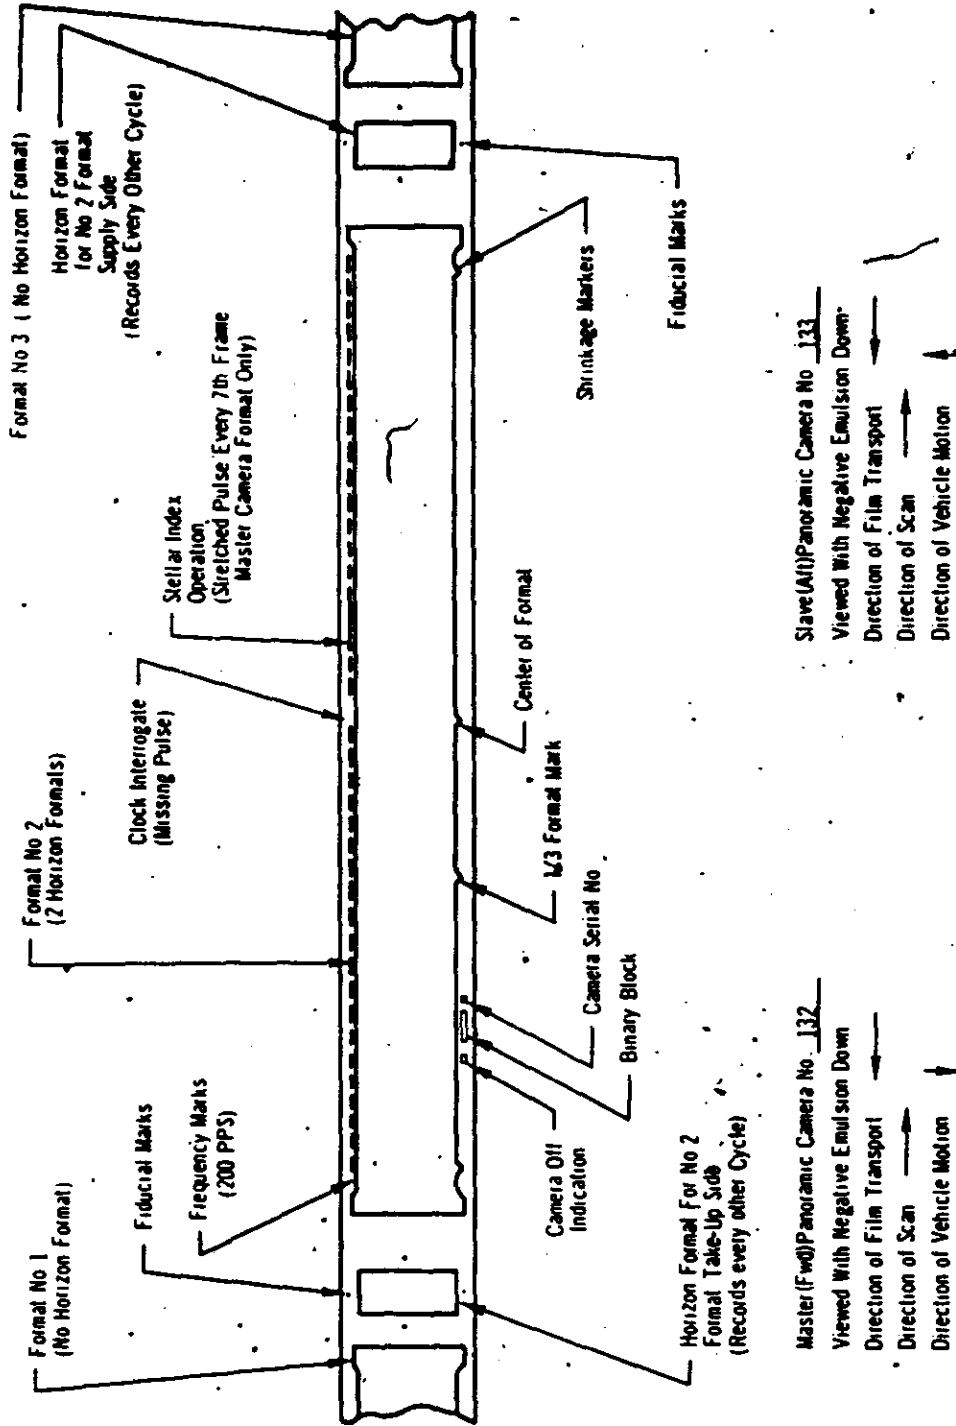 Format No 1
(No Horizon Format)
Fiducial Marks
Frequency Marks
(200 PPS)
Format No 2
(2 Horizon Formats)
Clock Interrogate
(Missing Pulse)
Stellar Index
Operation
(Stretched Pulse Every 7th Frame
Master Camera Format Only)
Format No 3 (No Horizon Format)
Horizon Format
for No 2 Format
Supply Side
(Records Every Other Cycle)
Camera Off
Indication
Binary Block
Camera Serial No
1/3 Format Mark
Center of Format
Shrinkage Markers
Fiducial Marks
Horizon Format For No 2
Format Take-Up Side
(Records every other Cycle)
Master (Fwd) Panoramic Camera No. 132
Viewed With Negative Emulsion Down
Direction of Film Transport
Direction of Scan
Direction of Vehicle Motion
Slave (Aft) Panoramic Camera No 133
Viewed With Negative Emulsion Down
Direction of Film Transport
Direction of Scan
Direction of Vehicle Motion